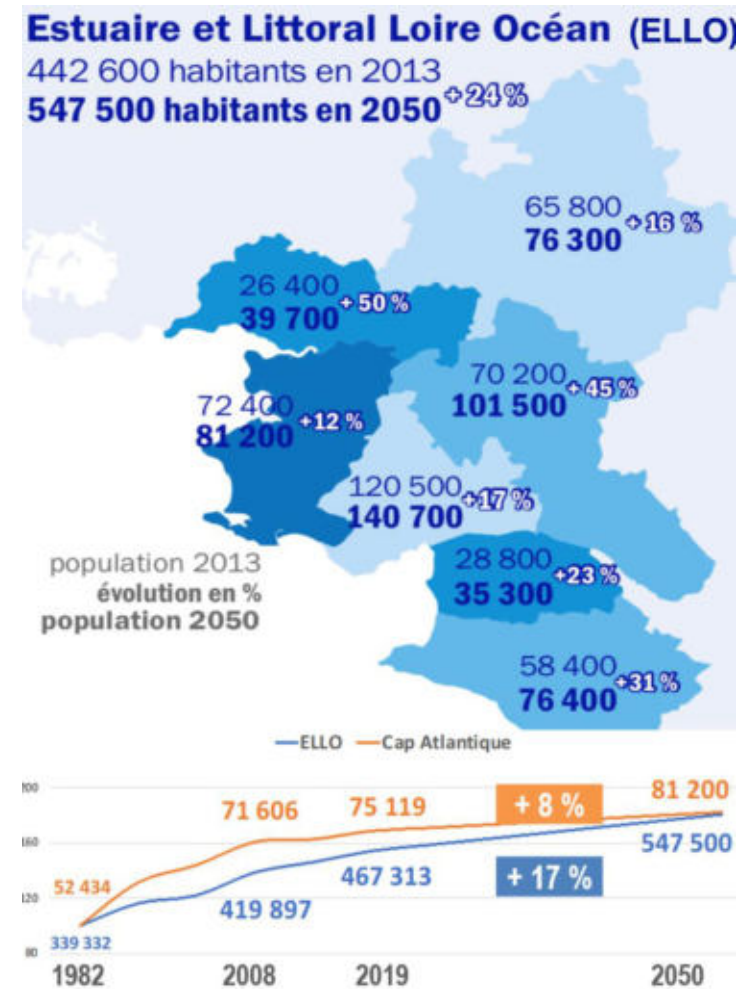 Estuaire et Littoral Loire Océan (ELLO)
442 600 habitants en 2013
547 500 habitants en 2050 + 24 %
65 800
76 300 + 16 %
26 400
39 700 + 50 %
70 200
101 500 + 45 %
72 400
81 200 +12 %
120 500
140 700 +17 %
28 800
35 300 +23 %
58 400
76 400 +31 %
population 2013
évolution en %
population 2050
ELLO Cap Atlantique
200
160
120
80
52 434
71 606
75 119
+ 8 %
81 200
339 332
419 897
467 313
+ 17 %
547 500
1982 2008 2019 2050